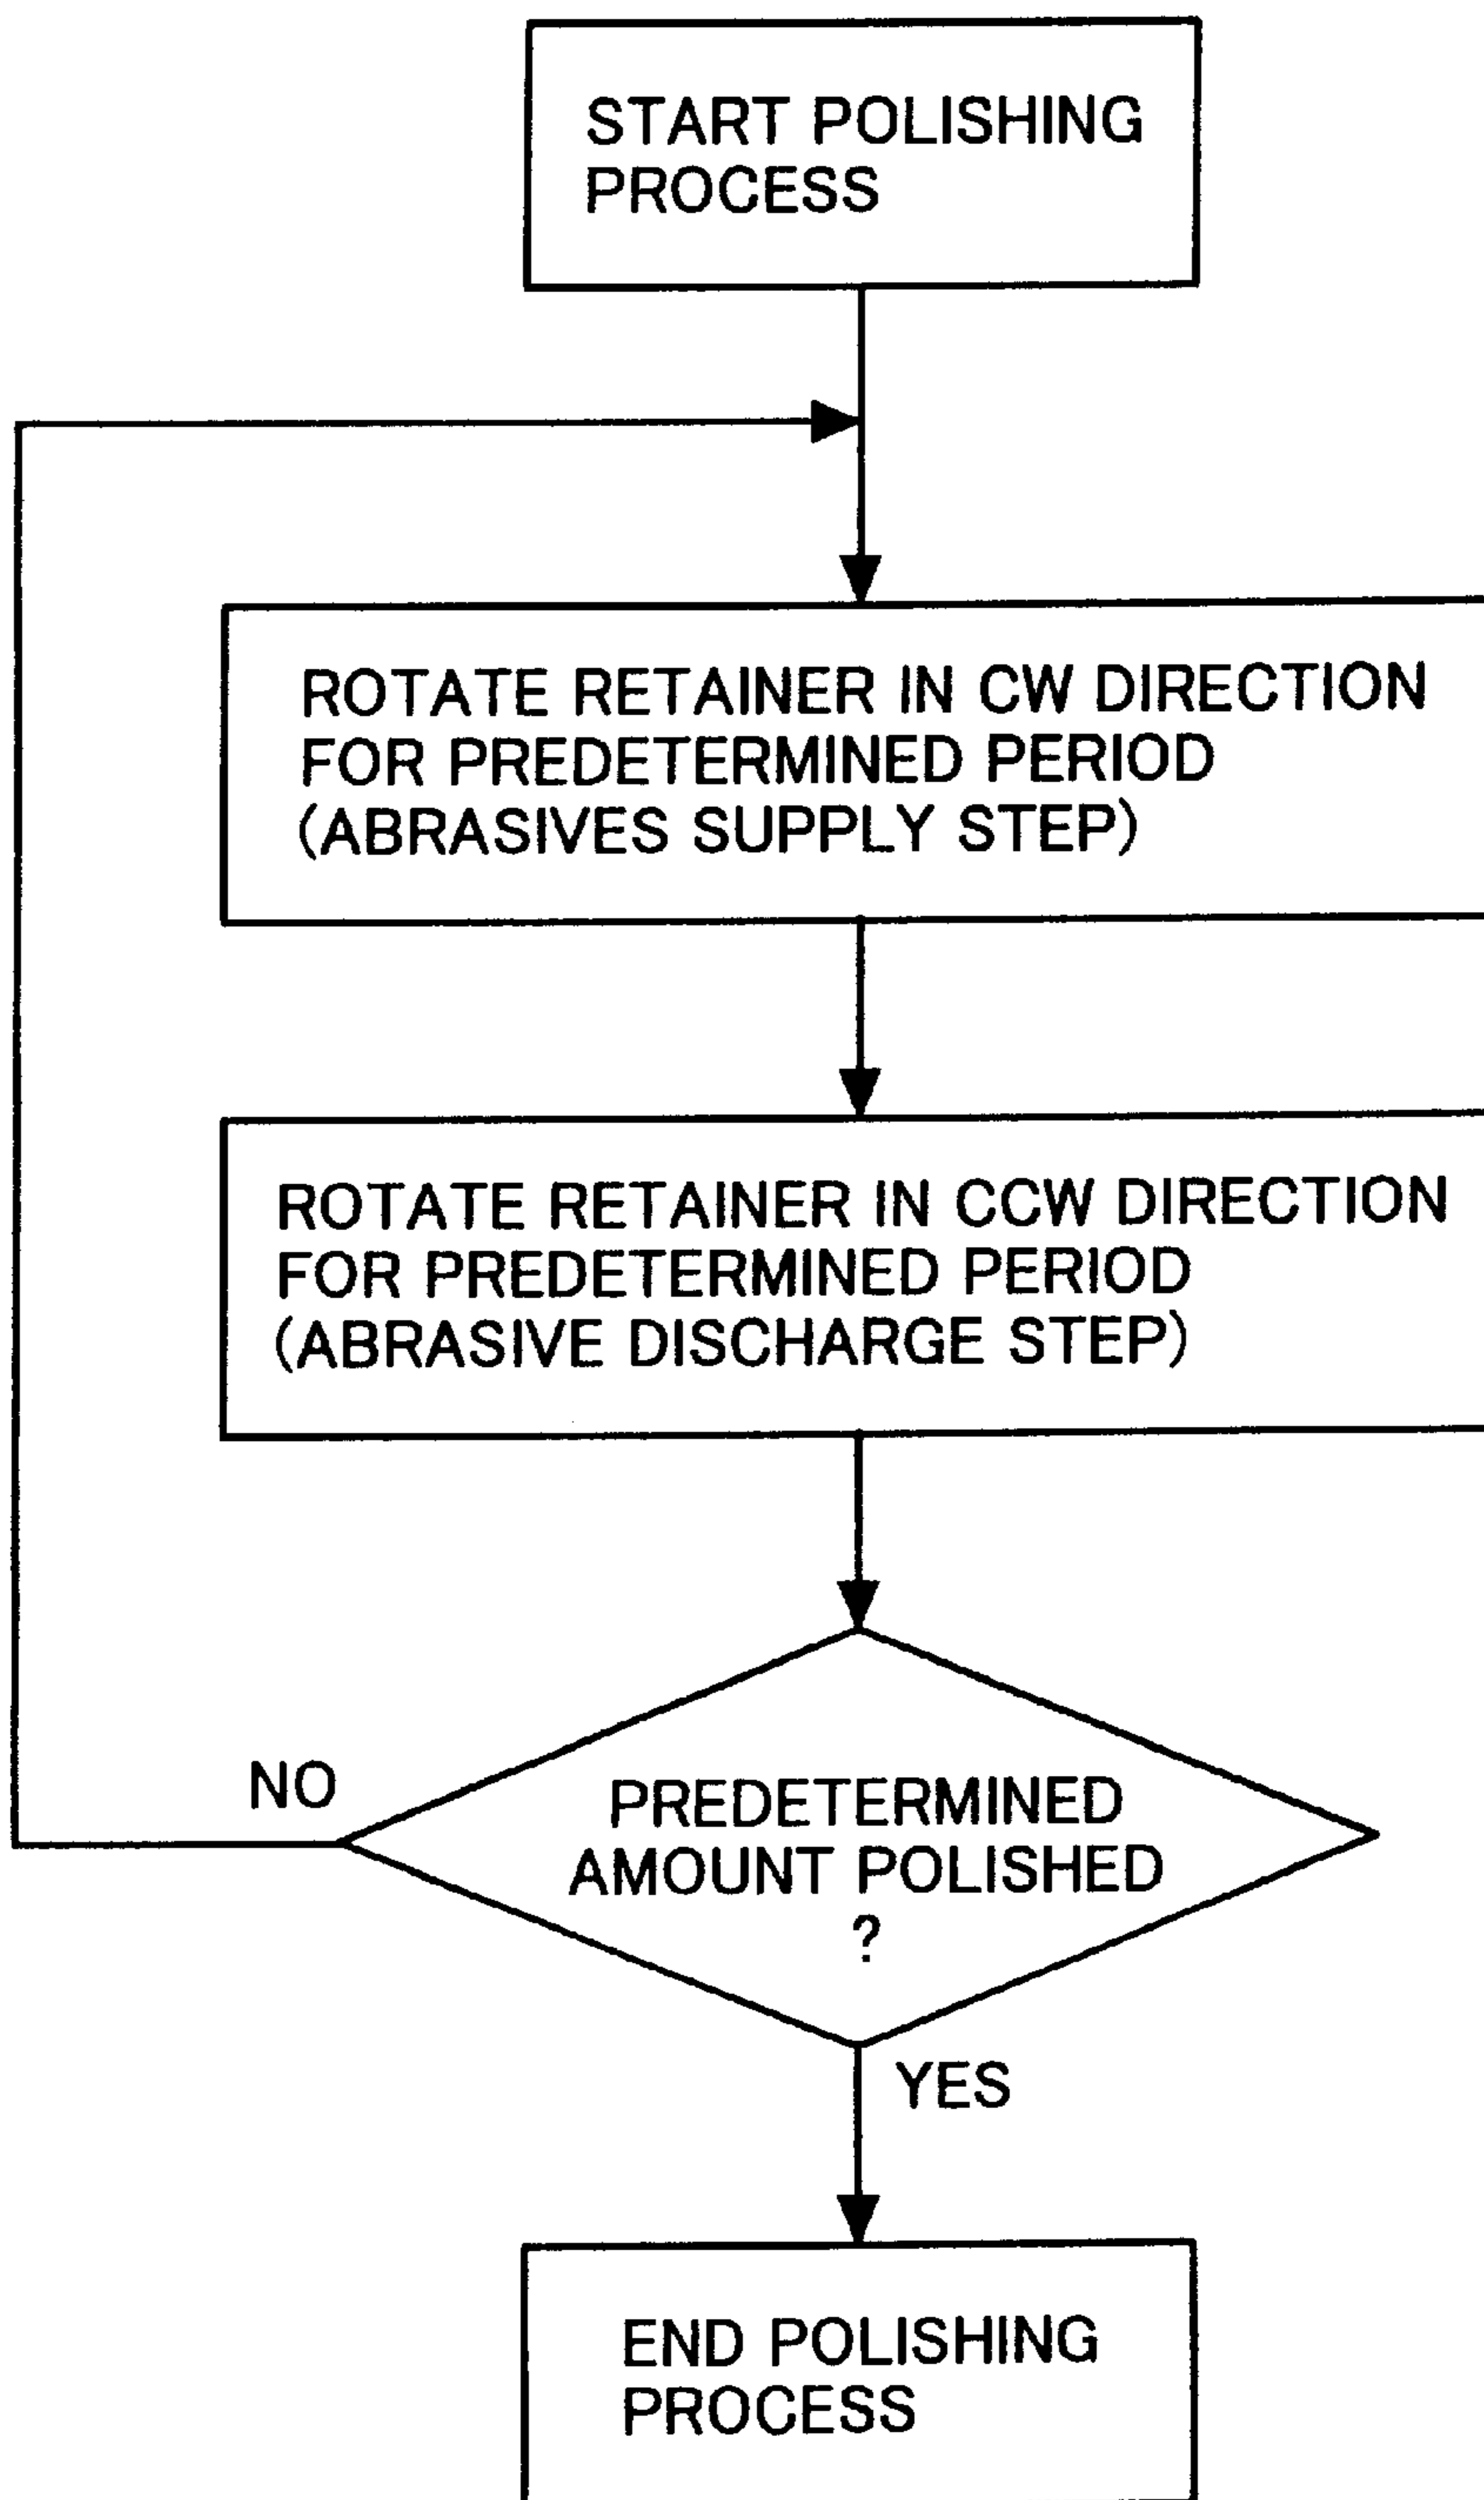 START POLISHING
PROCESS
ROTATE RETAINER IN CW DIRECTION
FOR PREDETERMINED PERIOD
(ABRASIVES SUPPLY STEP)
ROTATE RETAINER IN CCW DIRECTION
FOR PREDETERMINED PERIOD
(ABRASIVE DISCHARGE STEP)
NO
PREDETERMINED
AMOUNT POLISHED
?
YES
END POLISHING
PROCESS